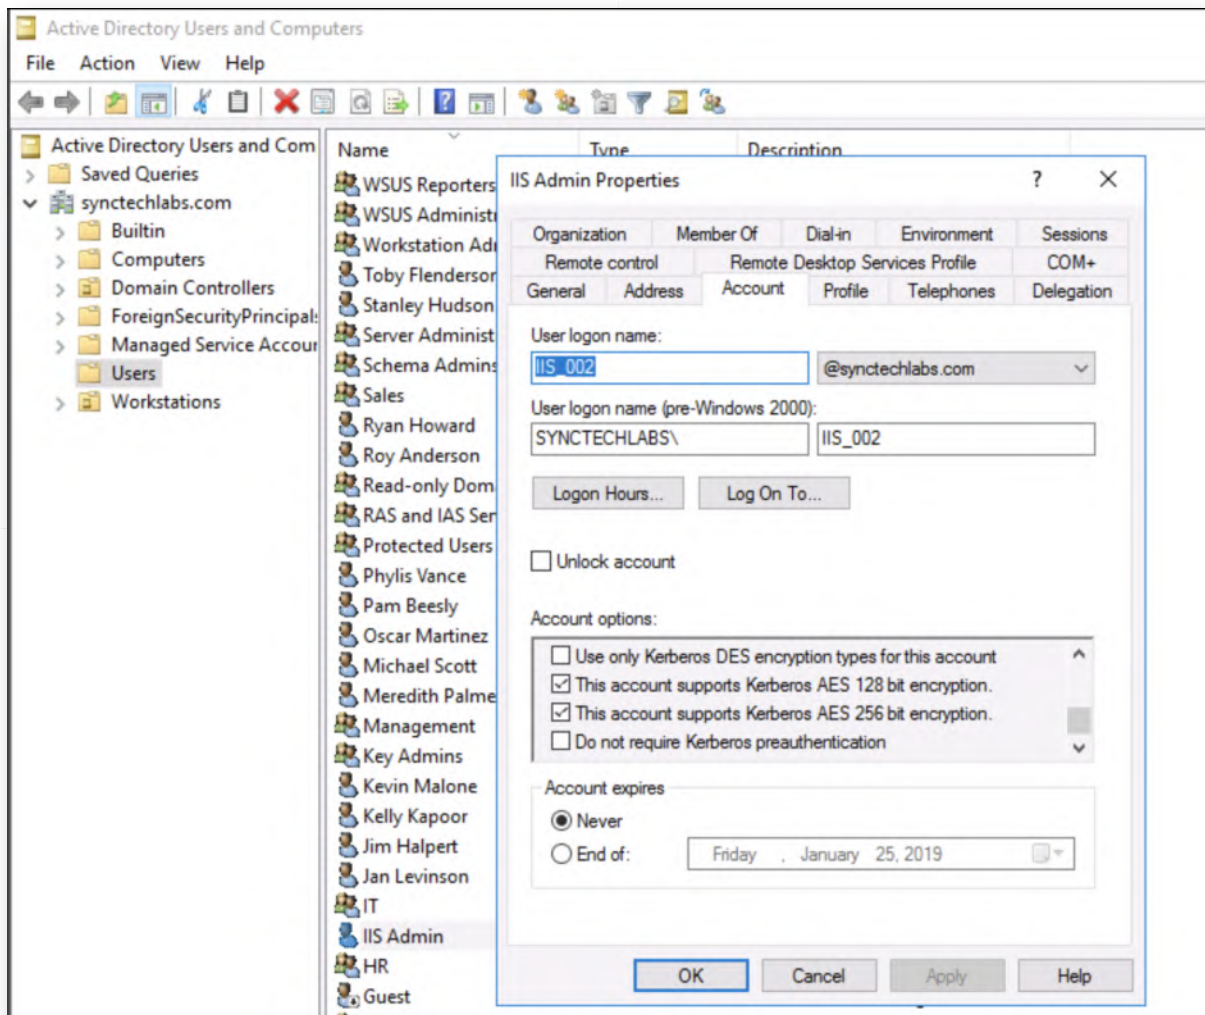 Active Directory Users and Computers
File Action View Help
Active Directory Users and Com
Saved Queries
synctechlabs.com
Builtin
Computers
Domain Controllers
ForeignSecurityPrincipals
Managed Service Accour
Users
Workstations
Name Type Description
WSUS Reporters
WSUS Administr
Workstation Adı
Toby Flenderson
Stanley Hudson
Server Administ
Schema Admins
Sales
Ryan Howard
Roy Anderson
Read-only Dom
RAS and IAS Ser
Protected Users
Phylis Vance
Pam Beesly
Oscar Martinez
Michael Scott
Meredith Palme
Management
Key Admins
Kevin Malone
Kelly Kapoor
Jim Halpert
Jan Levinson
IT
IIS Admin
HR
Guest
IIS Admin Properties ?
Organization Member Of Dial-in Environment Sessions
Remote control Remote Desktop Services Profile COM+
General Address Account Profile Telephones Delegation
User logon name:
IIS_002 @synctechlabs.com
User logon name (pre-Windows 2000):
SYNCTECHLABS\ IIS_002
Logon Hours... Log On To...
Unlock account
Account options:
Use only Kerberos DES encryption types for this account
This account supports Kerberos AES 128 bit encryption.
This account supports Kerberos AES 256 bit encryption.
Do not require Kerberos preauthentication
Account expires
Never
End of: Friday , January 25, 2019
OK Cancel Apply Help